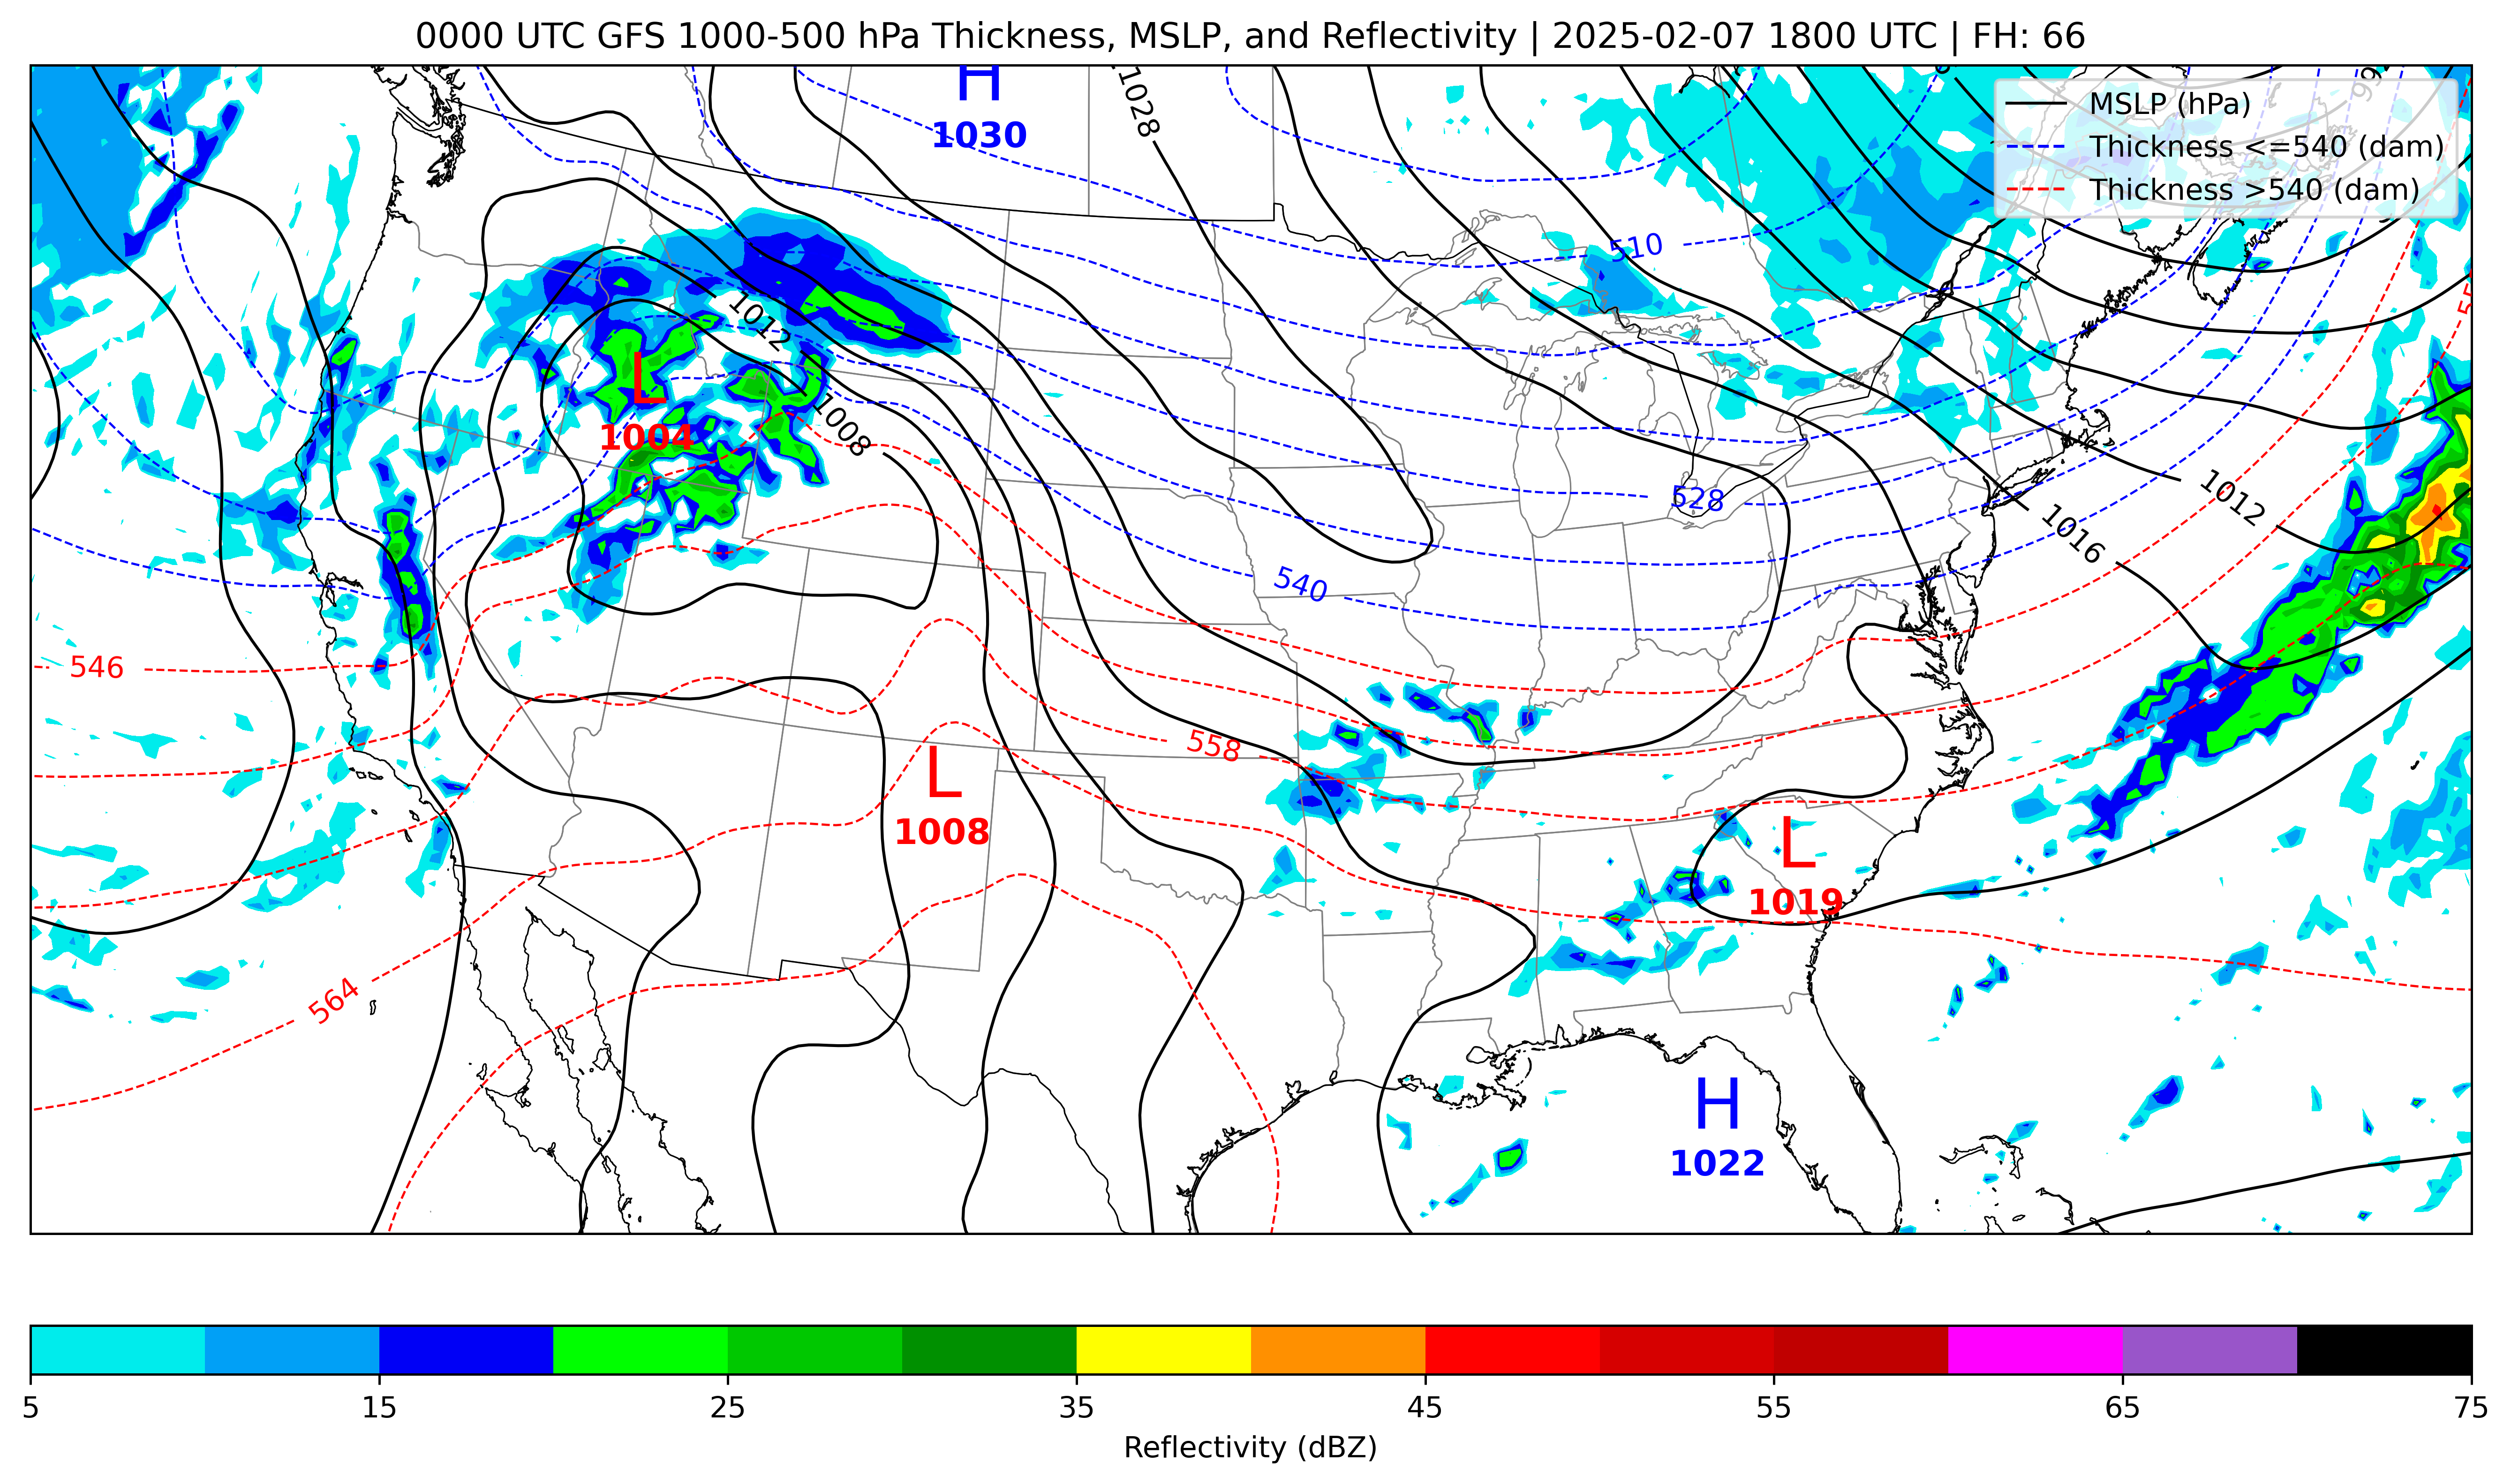 0000 UTC GFS 1000-500 hPa Thickness, MSLP, and Reflectivity | 2025-02-07 1800 UTC | FH: 66
H
1030
1028
MSLP (hPa)
Thickness <=540 (dam)
Thickness >540 (dam)
510
1012
L
1004
1008
528
1012
1016
540
546
558
L
1008
L
1019
564
H
1022
5 15 25 35 45 55 65 75
Reflectivity (dBZ)